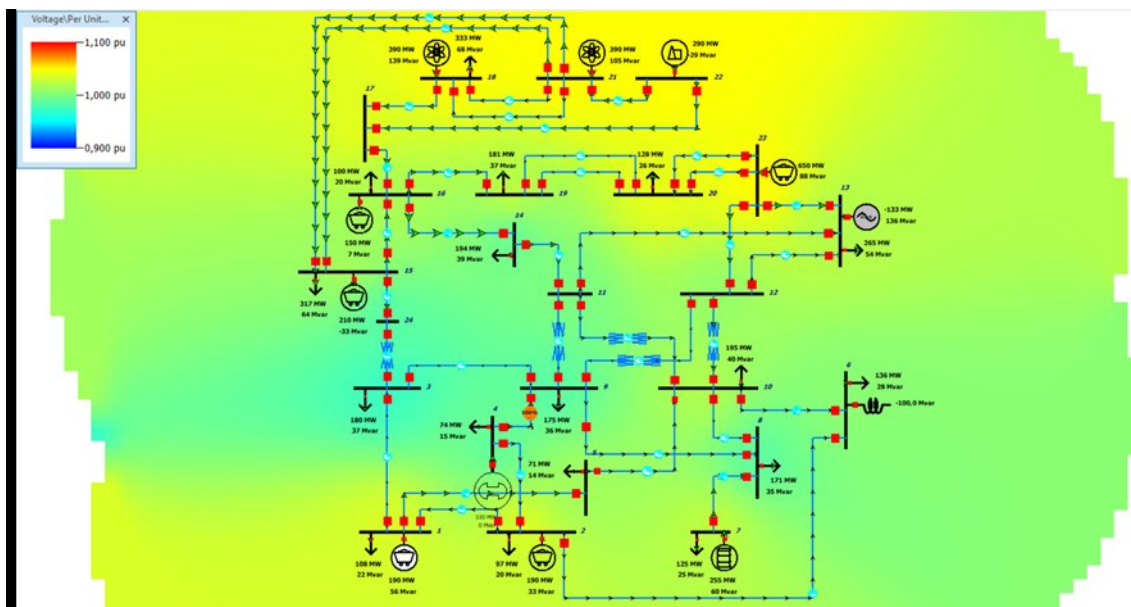 Voltage\Per Unit... ×
1,100 pu
1,000 pu
0,900 pu
390 MW
139 Mvar
333 MW
68 Mvar
390 MW
105 Mvar
290 MW
-29 Mvar
18
21
22
17
23
650 MW
88 Mvar
100 MW
20 Mvar
181 MW
37 Mvar
128 MW
26 Mvar
16
19
20
13
-133 MW
136 Mvar
265 MW
54 Mvar
150 MW
7 Mvar
14
194 MW
39 Mvar
15
11
12
317 MW
64 Mvar
210 MW
-33 Mvar
24
195 MW
40 Mvar
6
136 MW
28 Mvar
-100,0 Mvar
3
9
10
180 MW
37 Mvar
100%
175 MW
36 Mvar
4
74 MW
15 Mvar
8
171 MW
35 Mvar
71 MW
14 Mvar
1
2
7
108 MW
22 Mvar
190 MW
56 Mvar
97 MW
20 Mvar
190 MW
33 Mvar
125 MW
25 Mvar
255 MW
60 Mvar